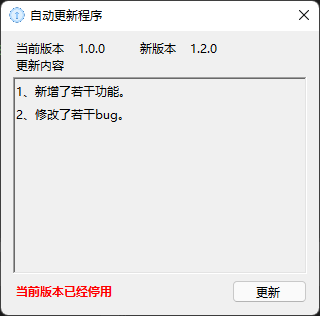 自动更新程序
当前版本 1.0.0 新版本 1.2.0
更新内容
1、新增了若干功能。
2、修改了若干bug。
当前版本已经停用 更新